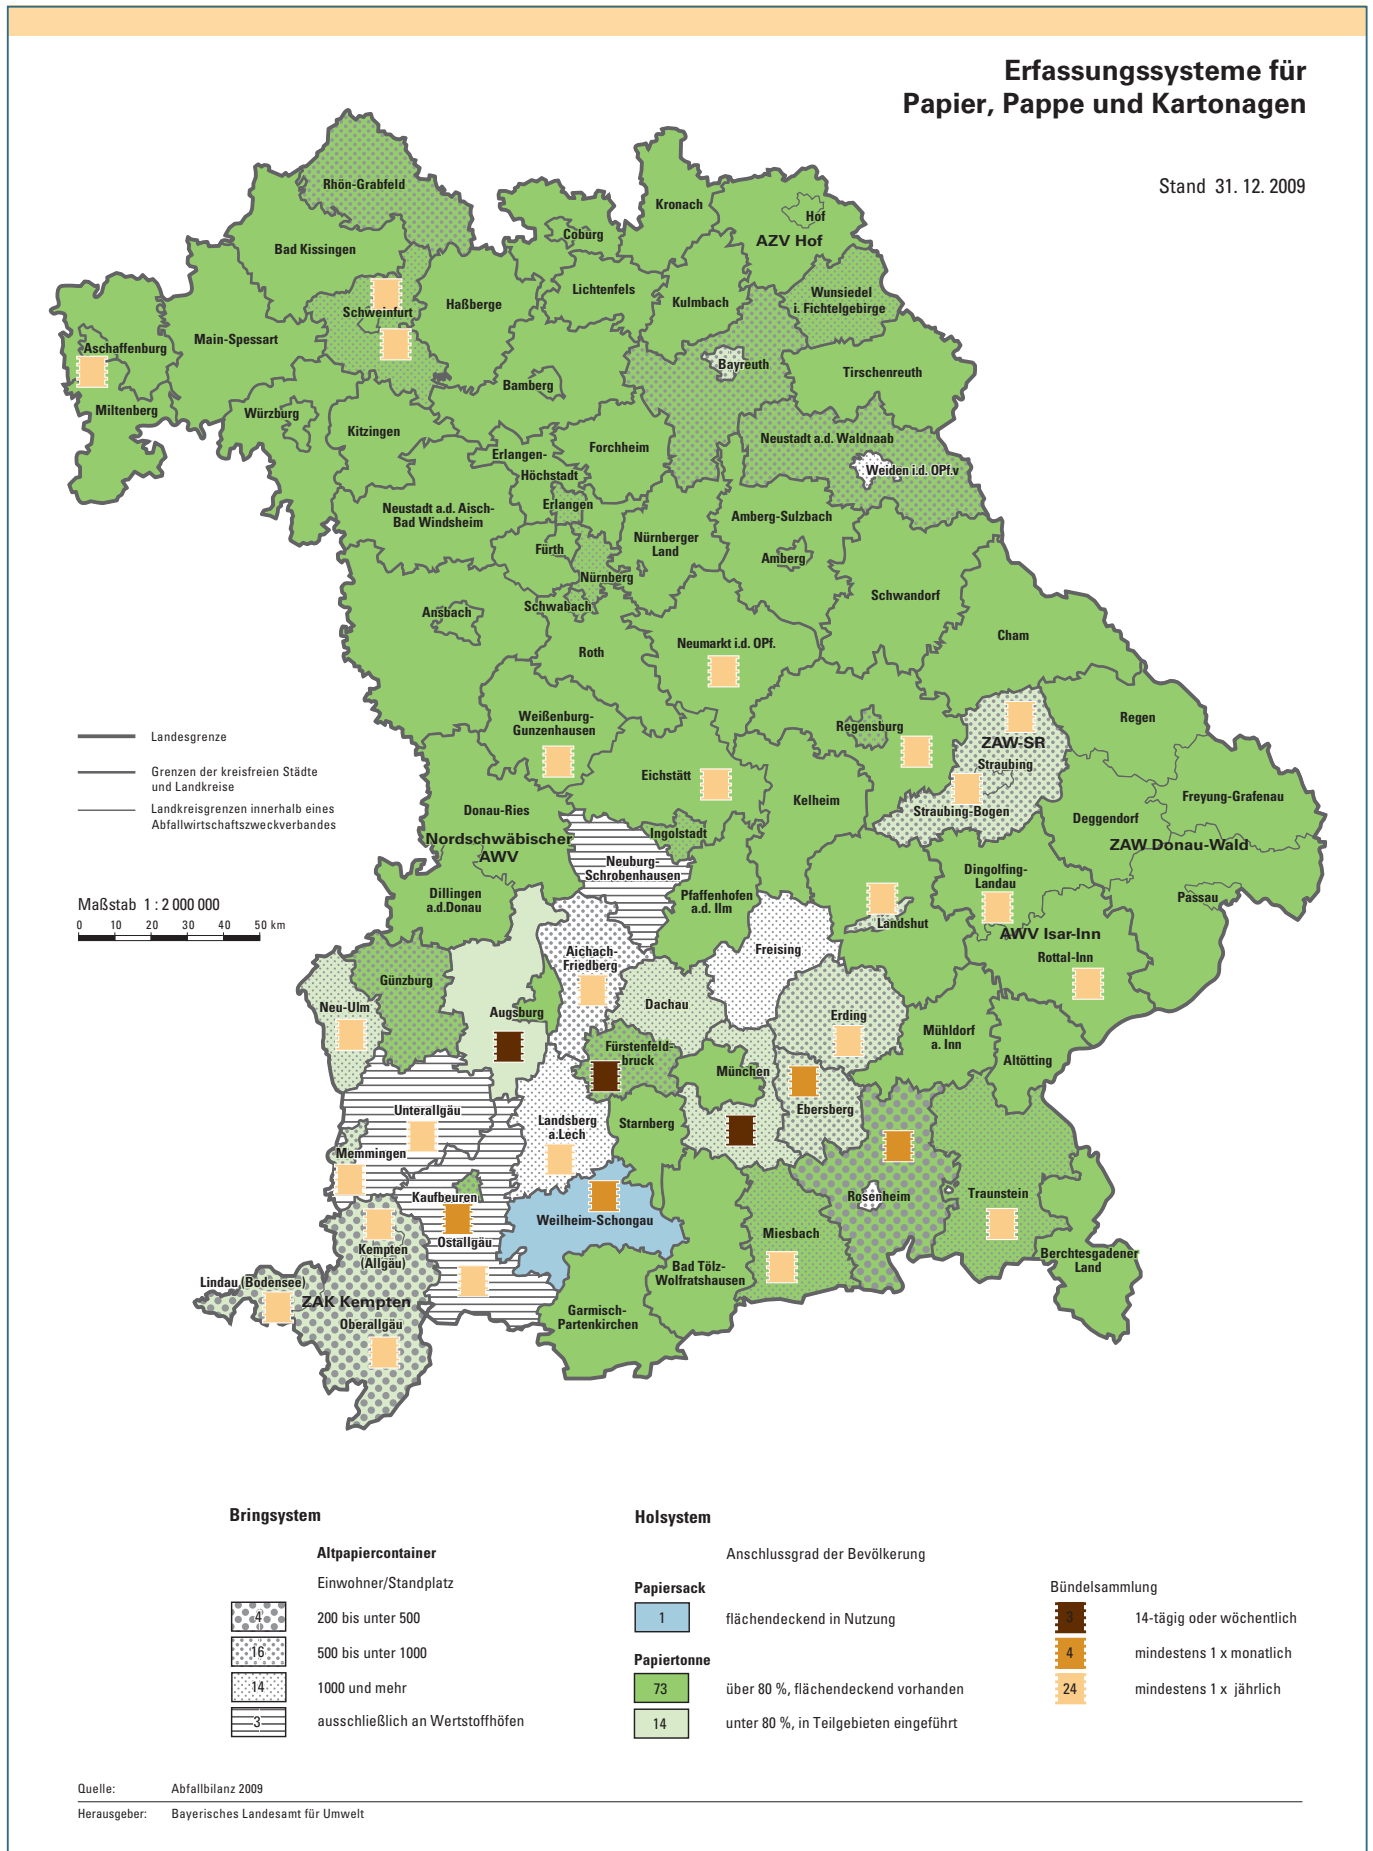 Erfassungssysteme für
Papier, Pappe und Kartonagen
Stand 31. 12. 2009
Rhön-Grabfeld
Kronach
Hof
Coburg
AZV Hof
Bad Kissingen
Lichtenfels
Wunsiedel
i. Fichtelgebirge
Kulmbach
Haßberge
Schweinfurt
Main-Spessart
Aschaffenburg
Bayreuth
Tirschenreuth
Bamberg
Miltenberg
Würzburg
Kitzingen
Neustadt a.d. Waldnaab
Forchheim
Erlangen-
Höchstadt
Weiden i.d. OPf.v
Erlangen
Neustadt a.d. Aisch-
Bad Windsheim
Amberg-Sulzbach
Nürnberger
Land
Fürth
Amberg
Nürnberg
Schwandorf
Schwabach
Ansbach
Cham
Neumarkt i.d. OPf.
Roth
Weißenburg-
Gunzenhausen
Regen
Regensburg
Landesgrenze
ZAW-SR
Straubing
Grenzen der kreisfreien Städte
und Landkreise
Eichstätt
Kelheim
Freyung-Grafenau
Landkreisgrenzen innerhalb eines
Abfallwirtschaftszweckverbandes
Donau-Ries
Straubing-Bogen
Deggendorf
Nordschwäbischer
AWV
Ingolstadt
ZAW Donau-Wald
Neuburg-
Schrobenhausen
Dingolfing-
Landau
Dillingen
a.d.Donau
Pfaffenhofen
a.d. Ilm
Passau
Maßstab 1 : 2 000 000
0 10 20 30 40 50 km
Landshut
AWV Isar-Inn
Aichach-
Friedberg
Freising
Rottal-Inn
Günzburg
Neu-Ulm
Augsburg
Dachau
Erding
Mühldorf
a. Inn
Fürstenfeld-
bruck
Altötting
München
Unterallgäu
Landsberg
a.Lech
Starnberg
Ebersberg
Memmingen
Kaufbeuren
Rosenheim
Traunstein
Weilheim-Schongau
Ostallgäu
Miesbach
Kempten
(Allgäu)
Berchtesgadener
Land
Bad Tölz-
Wolfratshausen
Lindau (Bodensee)
ZAK Kempten
Oberallgäu
Garmisch-
Partenkirchen
Bringsystem
Altpapiercontainer
Einwohner/Standplatz
4 200 bis unter 500
16 500 bis unter 1000
14 1000 und mehr
3 ausschließlich an Wertstoffhöfen
Holsystem
Anschlussgrad der Bevölkerung
Papiersack
1 flächendeckend in Nutzung
Papiertonne
73 über 80 %, flächendeckend vorhanden
14 unter 80 %, in Teilgebieten eingeführt
Bündelsammlung
3 14-tägig oder wöchentlich
4 mindestens 1 x monatlich
24 mindestens 1 x jährlich
Quelle: Abfallbilanz 2009
Herausgeber: Bayerisches Landesamt für Umwelt